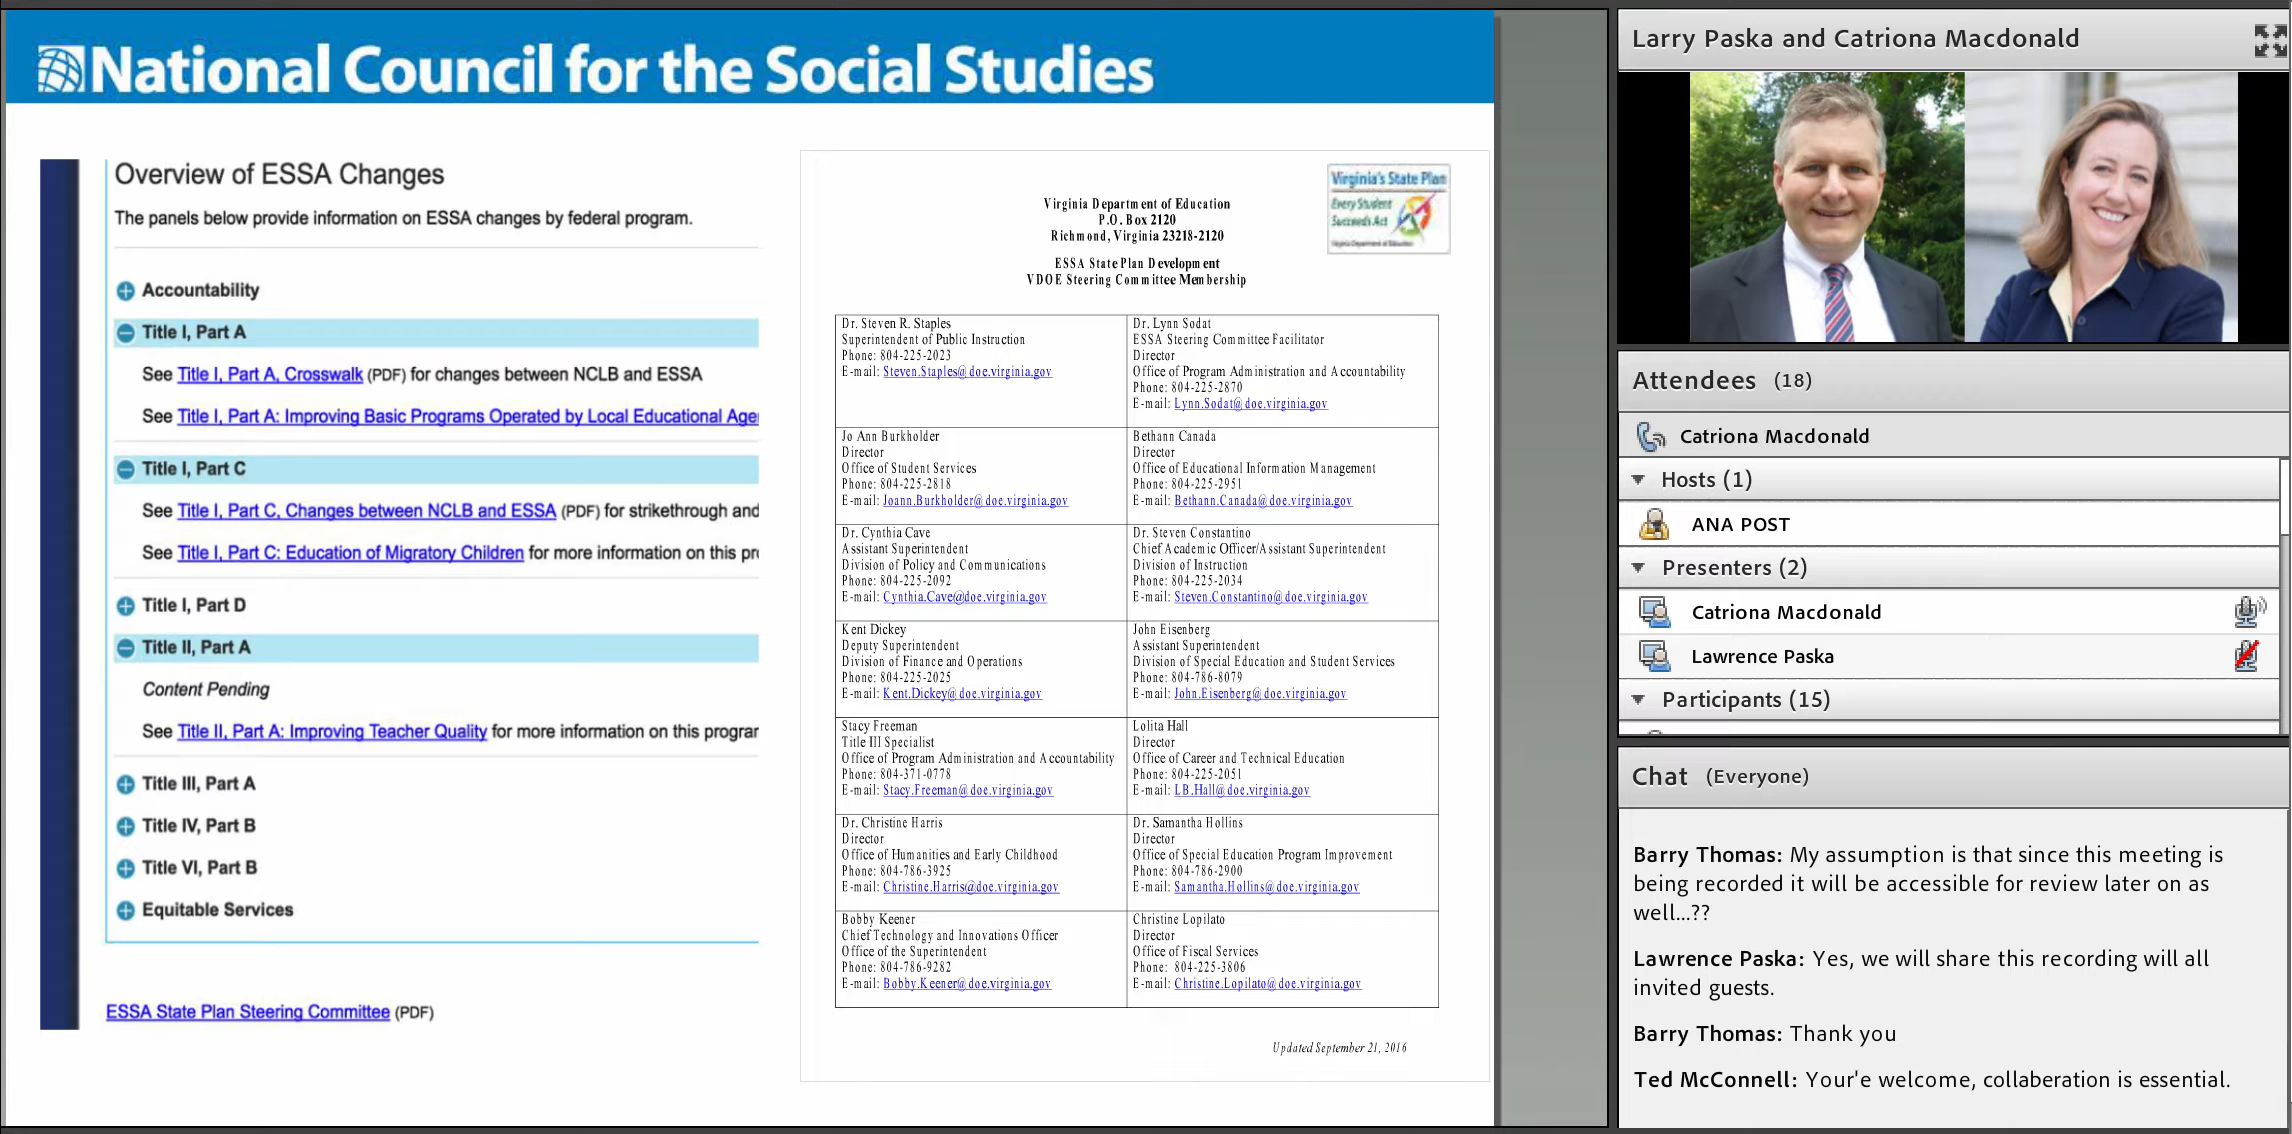 National Council for the Social Studies
Overview of ESSA Changes
The panels below provide information on ESSA changes by federal program.
Accountability
Title I, Part A
See Title I, Part A, Crosswalk (PDF) for changes between NCLB and ESSA
See Title I, Part A: Improving Basic Programs Operated by Local Educational Age
Title I, Part C
See Title I, Part C, Changes between NCLB and ESSA (PDF) for strikethrough and
See Title I, Part C: Education of Migratory Children for more information on this pr
Title I, Part D
Title II, Part A
Content Pending
See Title II, Part A: Improving Teacher Quality for more information on this program
Title III, Part A
Title IV, Part B
Title VI, Part B
Equitable Services
ESSA State Plan Steering Committee (PDF)
Virginia's State Plan
Every Student
Succeeds Act
Virginia Department of Education
Virginia Department of Education
P.O. Box 2120
Richmond, Virginia 23218-2120
ESSA State Plan Development
VDOE Steering Committee Membership
Dr. Steven R. Staples
Superintendent of Public Instruction
Phone: 804-225-2023
E-mail: Steven.Staples@doe.virginia.gov
Dr. Lynn Sodat
ESSA Steering Committee Facilitator
Director
Office of Program Administration and Accountability
Phone: 804-225-2870
E-mail: Lynn.Sodat@doe.virginia.gov
Jo Ann Burkholder
Director
Office of Student Services
Phone: 804-225-2818
E-mail: Joann.Burkholder@doe.virginia.gov
Bethann Canada
Director
Office of Educational Information Management
Phone: 804-225-2951
E-mail: Bethann.Canada@doe.virginia.gov
Dr. Cynthia Cave
Assistant Superintendent
Division of Policy and Communications
Phone: 804-225-2092
E-mail: Cynthia.Cave@doe.virginia.gov
Dr. Steven Constantino
Chief Academic Officer/Assistant Superintendent
Division of Instruction
Phone: 804-225-2034
E-mail: Steven.Constantino@doe.virginia.gov
Kent Dickey
Deputy Superintendent
Division of Finance and Operations
Phone: 804-225-2025
E-mail: Kent.Dickey@doe.virginia.gov
John Eisenberg
Assistant Superintendent
Division of Special Education and Student Services
Phone: 804-786-8079
E-mail: John.Eisenberg@doe.virginia.gov
Stacy Freeman
Title III Specialist
Office of Program Administration and Accountability
Phone: 804-371-0778
E-mail: Stacy.Freeman@doe.virginia.gov
Lolita Hall
Director
Office of Career and Technical Education
Phone: 804-225-2051
E-mail: LB.Hall@doe.virginia.gov
Dr. Christine Harris
Director
Office of Humanities and Early Childhood
Phone: 804-786-3925
E-mail: Christine.Harris@doe.virginia.gov
Dr. Samantha Hollins
Director
Office of Special Education Program Improvement
Phone: 804-786-2900
E-mail: Samantha.Hollins@doe.virginia.gov
Bobby Keener
Chief Technology and Innovations Officer
Office of the Superintendent
Phone: 804-786-9282
E-mail: Bobby.Keener@doe.virginia.gov
Christine Lopilato
Director
Office of Fiscal Services
Phone: 804-225-3806
E-mail: Christine.Lopilato@doe.virginia.gov
Updated September 21, 2016
Larry Paska and Catriona Macdonald
Attendees (18)
Catriona Macdonald
Hosts (1)
ANA POST
Presenters (2)
Catriona Macdonald
Lawrence Paska
Participants (15)
Chat (Everyone)
Barry Thomas: My assumption is that since this meeting is
being recorded it will be accessible for review later on as
well...??
Lawrence Paska: Yes, we will share this recording will all
invited guests.
Barry Thomas: Thank you
Ted McConnell: Your'e welcome, collaberation is essential.